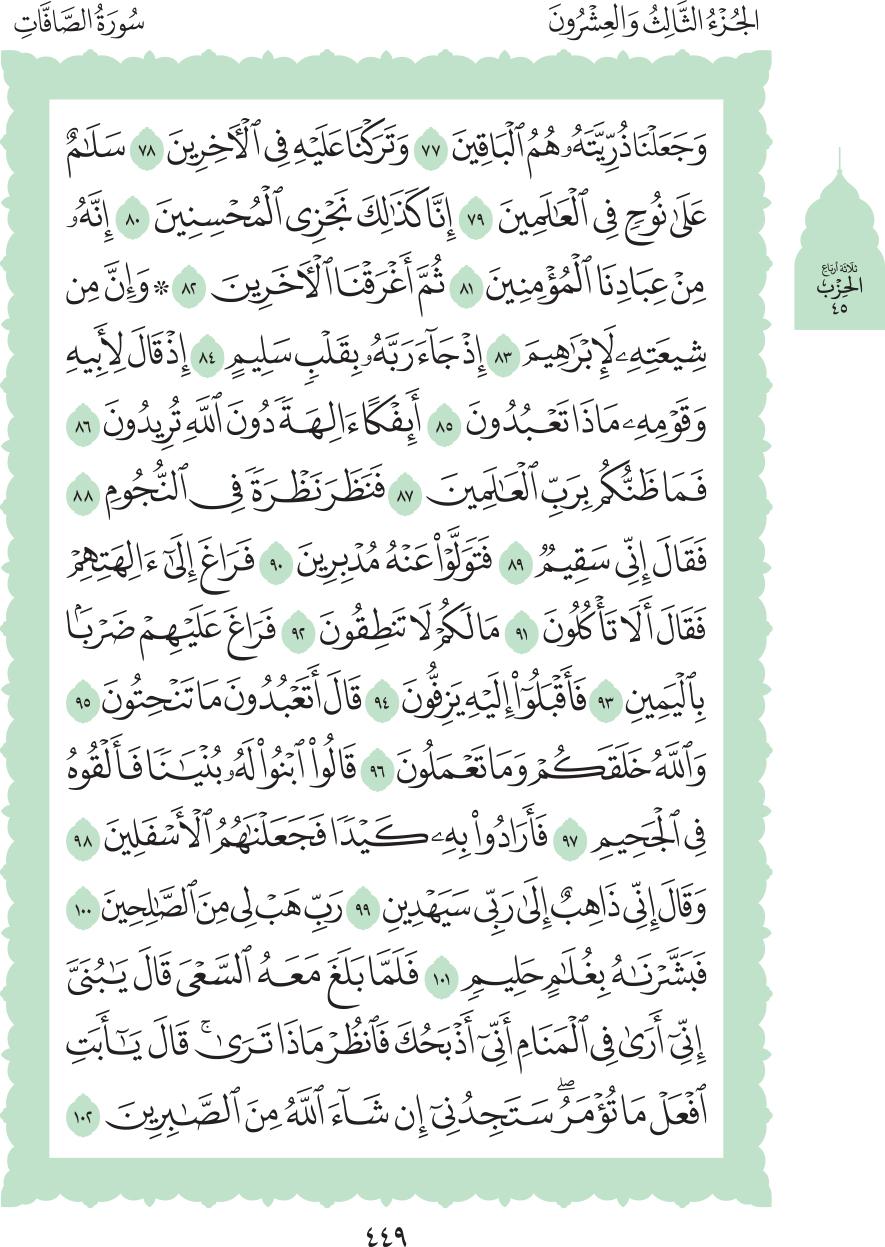 الجُزْءُ الثَّالِثُ وَالعِشْرُونَ
سُورَةُ الصَّافَّاتِ
وَجَعَلۡنَا ذُرِّيَّتَهُۥ هُمُ ٱلۡبَاقِينَ ٧٧ وَتَرَكۡنَا عَلَيۡهِ فِي ٱلۡأٓخِرِينَ ٧٨ سَلَٰمٌ
عَلَىٰ نُوحٖ فِي ٱلۡعَٰلَمِينَ ٧٩ إِنَّا كَذَٰلِكَ نَجۡزِي ٱلۡمُحۡسِنِينَ ٨٠ إِنَّهُۥ
مِنۡ عِبَادِنَا ٱلۡمُؤۡمِنِينَ ٨١ ثُمَّ أَغۡرَقۡنَا ٱلۡأٓخَرِينَ ٨٢ * وَإِنَّ مِن
شِيعَتِهِۦ لَإِبۡرَٰهِيمَ ٨٣ إِذۡ جَآءَ رَبَّهُۥ بِقَلۡبٖ سَلِيمٍ ٨٤ إِذۡ قَالَ لِأَبِيهِ
وَقَوۡمِهِۦ مَاذَا تَعۡبُدُونَ ٨٥ أَئِفۡكًا ءَالِهَةٗ دُونَ ٱللَّهِ تُرِيدُونَ ٨٦
فَمَا ظَنُّكُم بِرَبِّ ٱلۡعَٰلَمِينَ ٨٧ فَنَظَرَ نَظۡرَةٗ فِي ٱلنُّجُومِ ٨٨
فَقَالَ إِنِّي سَقِيمٞ ٨٩ فَتَوَلَّوۡاْ عَنۡهُ مُدۡبِرِينَ ٩٠ فَرَاغَ إِلَىٰٓ ءَالِهَتِهِمۡ
فَقَالَ أَلَا تَأۡكُلُونَ ٩١ مَا لَكُمۡ لَا تَنطِقُونَ ٩٢ فَرَاغَ عَلَيۡهِمۡ ضَرۡبَۢا
بِٱلۡيَمِينِ ٩٣ فَأَقۡبَلُوٓاْ إِلَيۡهِ يَزِفُّونَ ٩٤ قَالَ أَتَعۡبُدُونَ مَا تَنۡحِتُونَ ٩٥
وَٱللَّهُ خَلَقَكُمۡ وَمَا تَعۡمَلُونَ ٩٦ قَالُواْ ٱبۡنُواْ لَهُۥ بُنۡيَٰنٗا فَأَلۡقُوهُ
فِي ٱلۡجَحِيمِ ٩٧ فَأَرَادُواْ بِهِۦ كَيۡدٗا فَجَعَلۡنَٰهُمُ ٱلۡأَسۡفَلِينَ ٩٨
وَقَالَ إِنِّي ذَاهِبٌ إِلَىٰ رَبِّي سَيَهۡدِينِ ٩٩ رَبِّ هَبۡ لِي مِنَ ٱلصَّٰلِحِينَ ١٠٠
فَبَشَّرۡنَٰهُ بِغُلَٰمٍ حَلِيمٖ ١٠١ فَلَمَّا بَلَغَ مَعَهُ ٱلسَّعۡيَ قَالَ يَٰبُنَيَّ
إِنِّيٓ أَرَىٰ فِي ٱلۡمَنَامِ أَنِّيٓ أَذۡبَحُكَ فَٱنظُرۡ مَاذَا تَرَىٰۚ قَالَ يَٰٓأَبَتِ
ٱفۡعَلۡ مَا تُؤۡمَرُۖ سَتَجِدُنِيٓ إِن شَآءَ ٱللَّهُ مِنَ ٱلصَّٰبِرِينَ ١٠٢
ثلاثة أرباع
الحِزْب
٤٥
٤٤٩